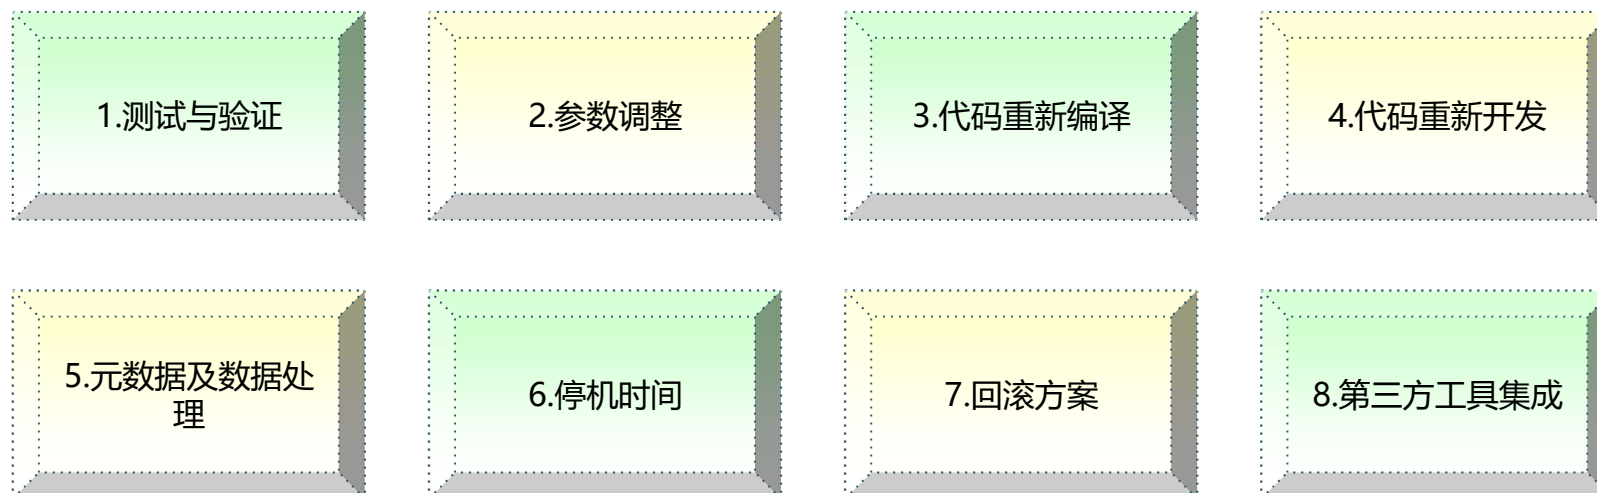 1.测试与验证
2.参数调整
3.代码重新编译
4.代码重新开发
5.元数据及数据处
理
6.停机时间
7.回滚方案
8.第三方工具集成